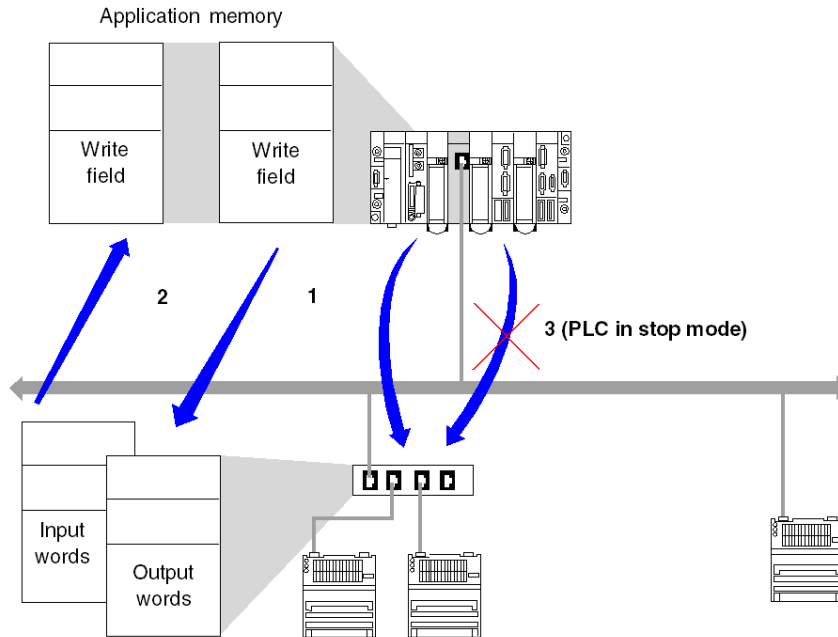 Application memory
Write
field
Write
field
2
1
3 (PLC in stop mode)
Input
words
Output
words